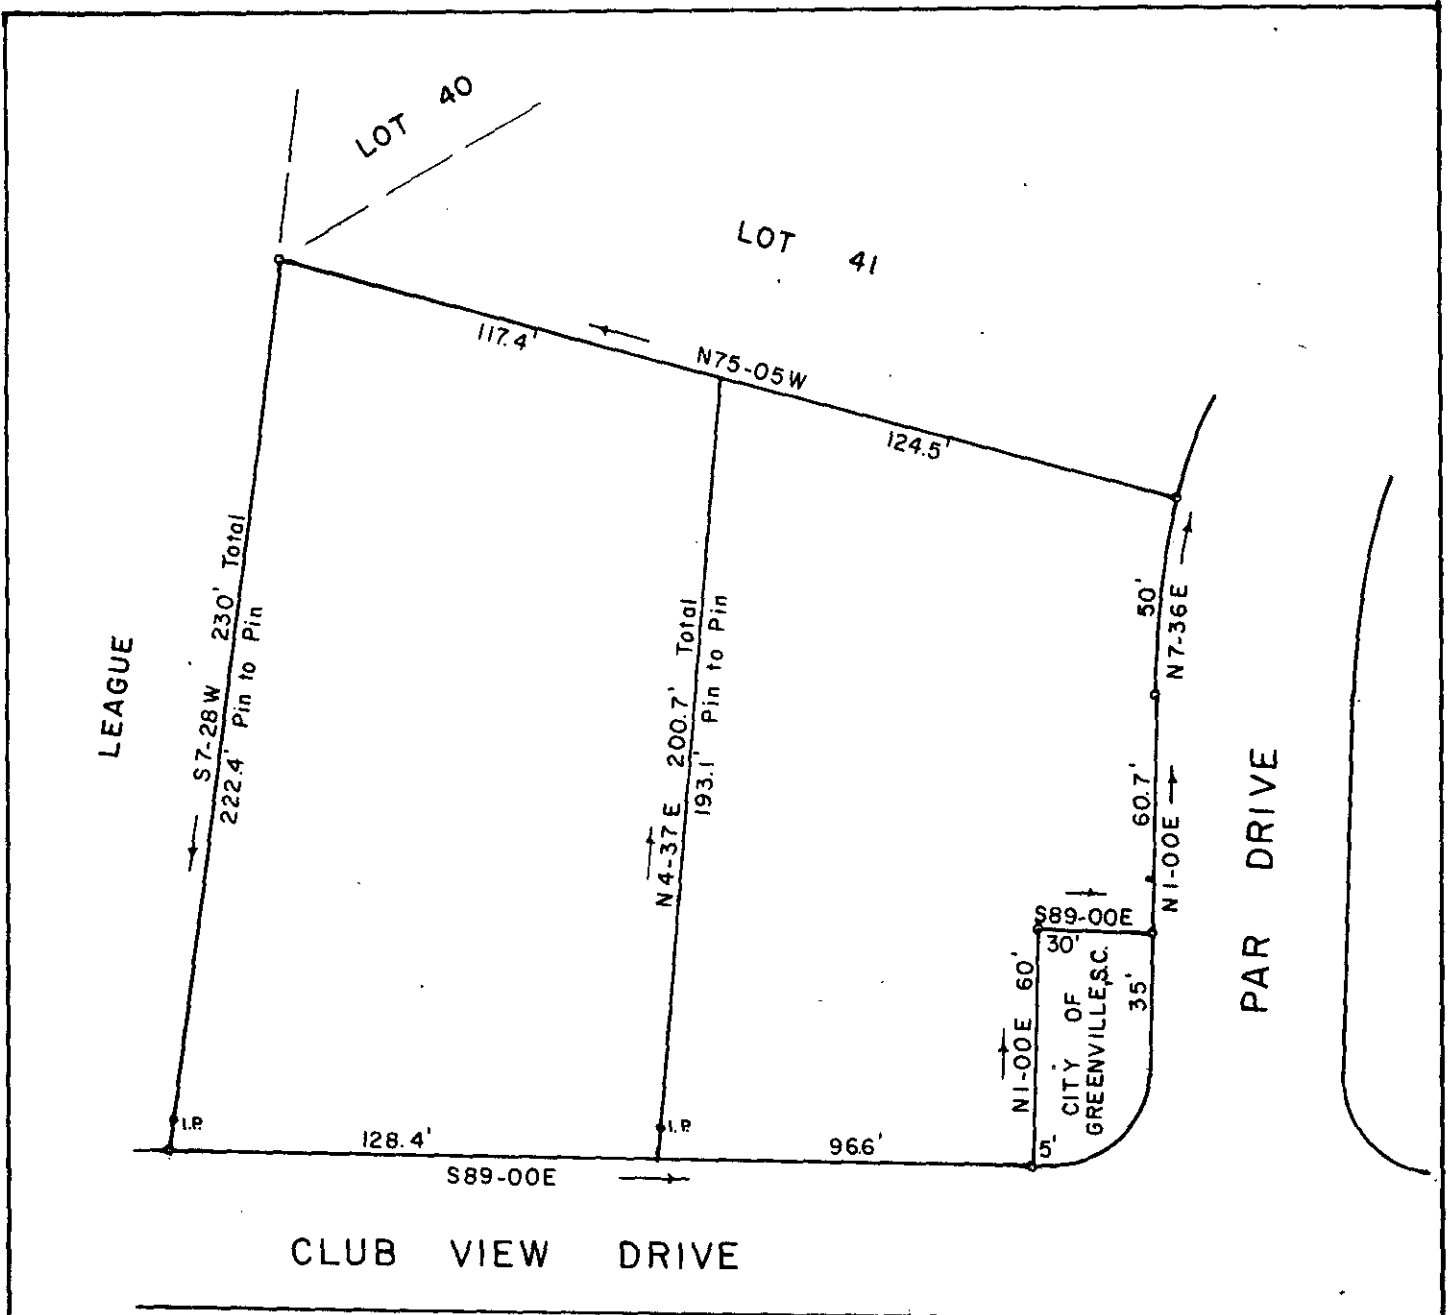 LOT 40
LOT 41
117.4'
N75-05W
124.5'
LEAGUE
S7-28W 230' Total
222.4' Pin to Pin
N4-37E 200.7' Total
193.1' Pin to Pin
50'
N7-36E
60.7'
N1-00E
S89-00E
30'
N1-00E 60'
CITY OF
GREENVILLE,S.C.
35'
PAR DRIVE
I.P.
I.P.
128.4'
96.6'
5'
S89-00E
CLUB VIEW DRIVE